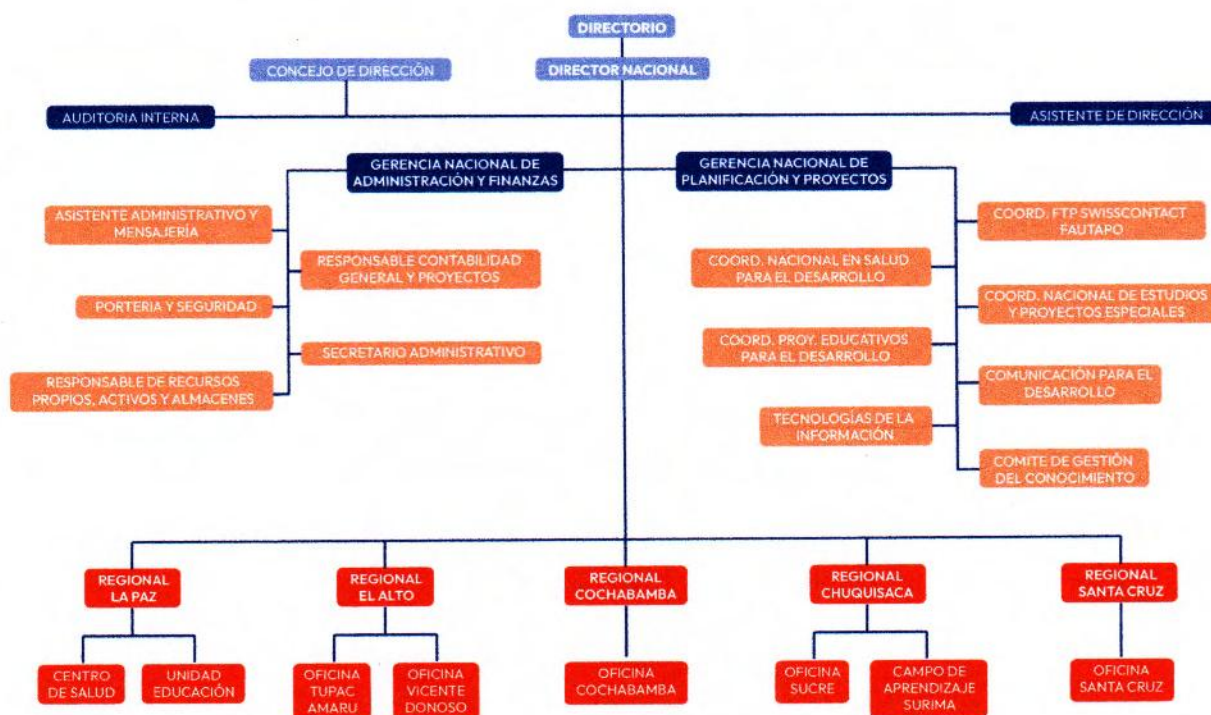 DIRECTORIO
CONCEJO DE DIRECCIÓN
DIRECTOR NACIONAL
AUDITORIA INTERNA
ASISTENTE DE DIRECCIÓN
GERENCIA NACIONAL DE
ADMINISTRACIÓN Y FINANZAS
GERENCIA NACIONAL DE
PLANIFICACIÓN Y PROYECTOS
ASISTENTE ADMINISTRATIVO Y
MENSAJERÍA
RESPONSABLE CONTABILIDAD
GENERAL Y PROYECTOS
PORTERIA Y SEGURIDAD
SECRETARIO ADMINISTRATIVO
RESPONSABLE DE RECURSOS
PROPIOS, ACTIVOS Y ALMACENES
COORD. FTP SWISSCONTACT
FAUTAPO
COORD. NACIONAL EN SALUD
PARA EL DESARROLLO
COORD. NACIONAL DE ESTUDIOS
Y PROYECTOS ESPECIALES
COORD. PROY. EDUCATIVOS
PARA EL DESARROLLO
COMUNICACIÓN PARA EL
DESARROLLO
TECNOLOGÍAS DE LA
INFORMACIÓN
COMITE DE GESTIÓN
DEL CONOCIMIENTO
REGIONAL
LA PAZ
REGIONAL
EL ALTO
REGIONAL
COCHABAMBA
REGIONAL
CHUQUISACA
REGIONAL
SANTA CRUZ
CENTRO
DE SALUD
UNIDAD
EDUCACIÓN
OFICINA
TUPAC
AMARU
OFICINA
VICENTE
DONOSO
OFICINA
COCHABAMBA
OFICINA
SUCRE
CAMPO DE
APRENDIZAJE
SURIMA
OFICINA
SANTA CRUZ